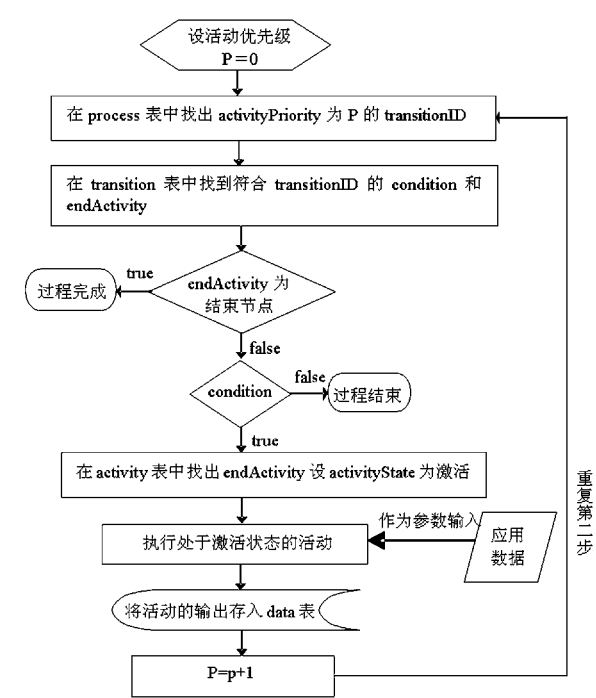 设活动优先级
P＝0
在 process 表中找出 activityPriority 为 P 的 transitionID
在 transition 表中找到符合 transitionID 的 condition 和
endActivity
endActivity 为
结束节点
true
过程完成
false
condition
false
过程结束
true
在 activity 表中找出 endActivity 设 activityState 为激活
作为参数输入
应用
数据
执行处于激活状态的活动
将活动的输出存入 data 表
P=p+1
重复第二步